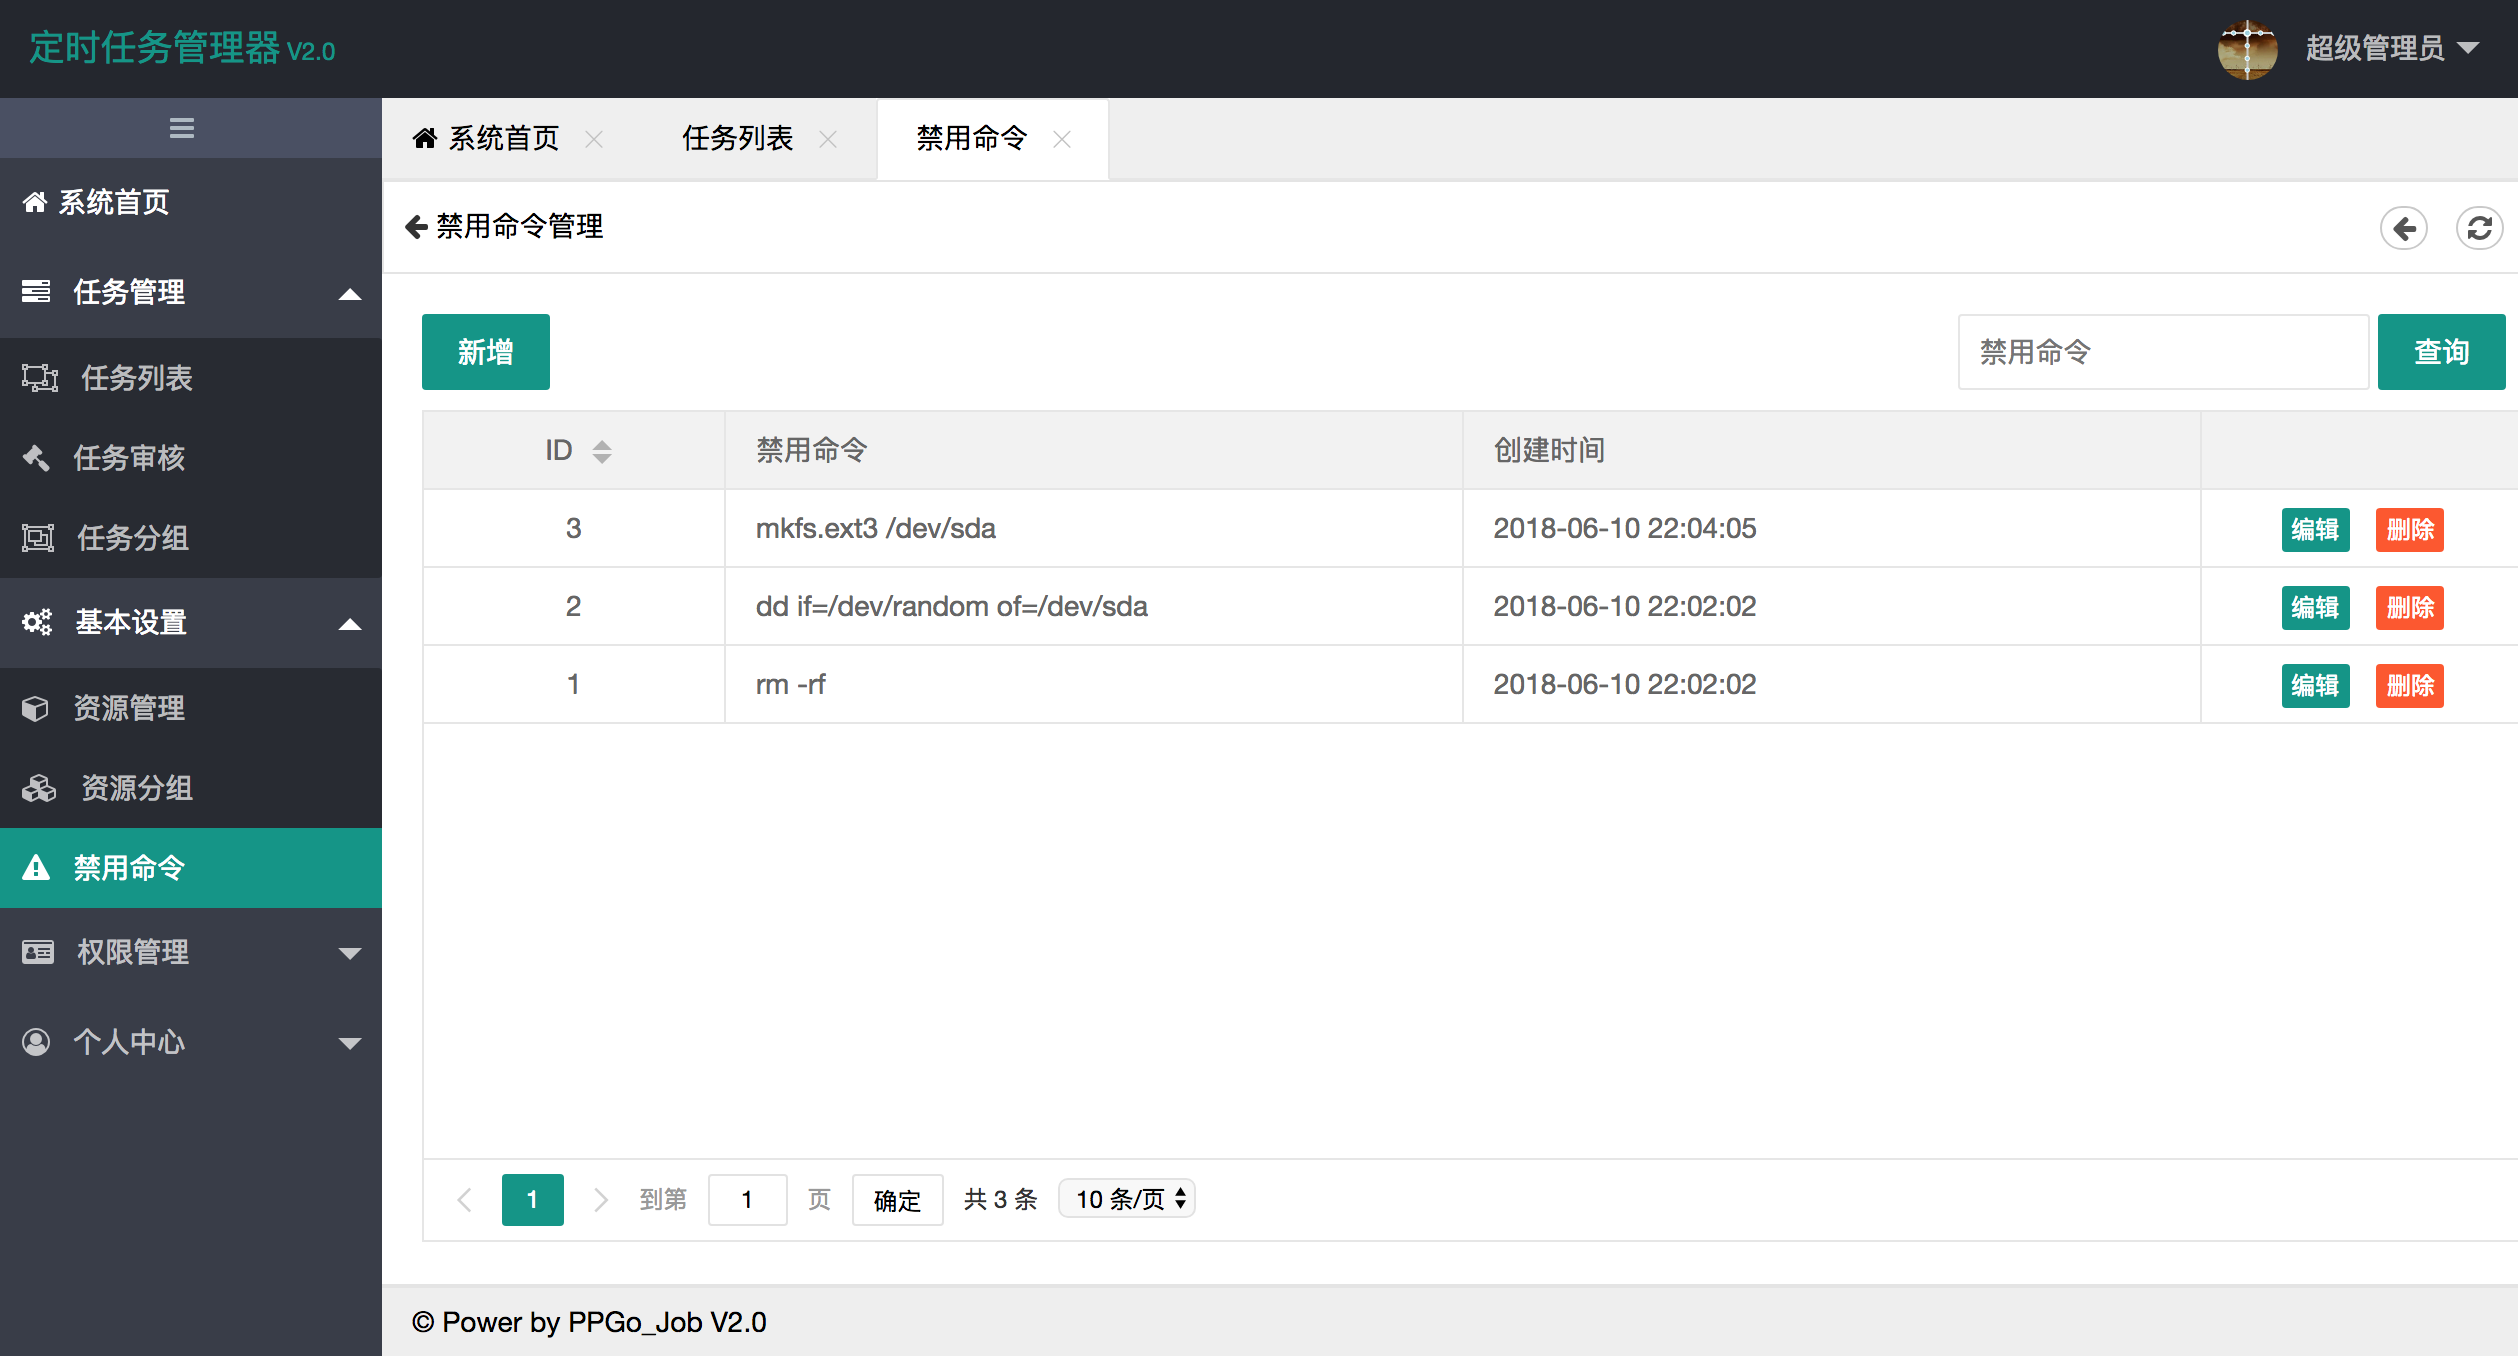 定时任务管理器 V2.0
超级管理员
系统首页
任务管理
任务列表
任务审核
任务分组
基本设置
资源管理
资源分组
禁用命令
权限管理
个人中心
系统首页 任务列表 禁用命令
禁用命令管理
新增 禁用命令 查询
ID 禁用命令 创建时间
3 mkfs.ext3 /dev/sda 2018-06-10 22:04:05 编辑 删除
2 dd if=/dev/random of=/dev/sda 2018-06-10 22:02:02 编辑 删除
1 rm -rf 2018-06-10 22:02:02 编辑 删除
1 到第 1 页 确定 共 3 条 10 条/页
© Power by PPGo_Job V2.0